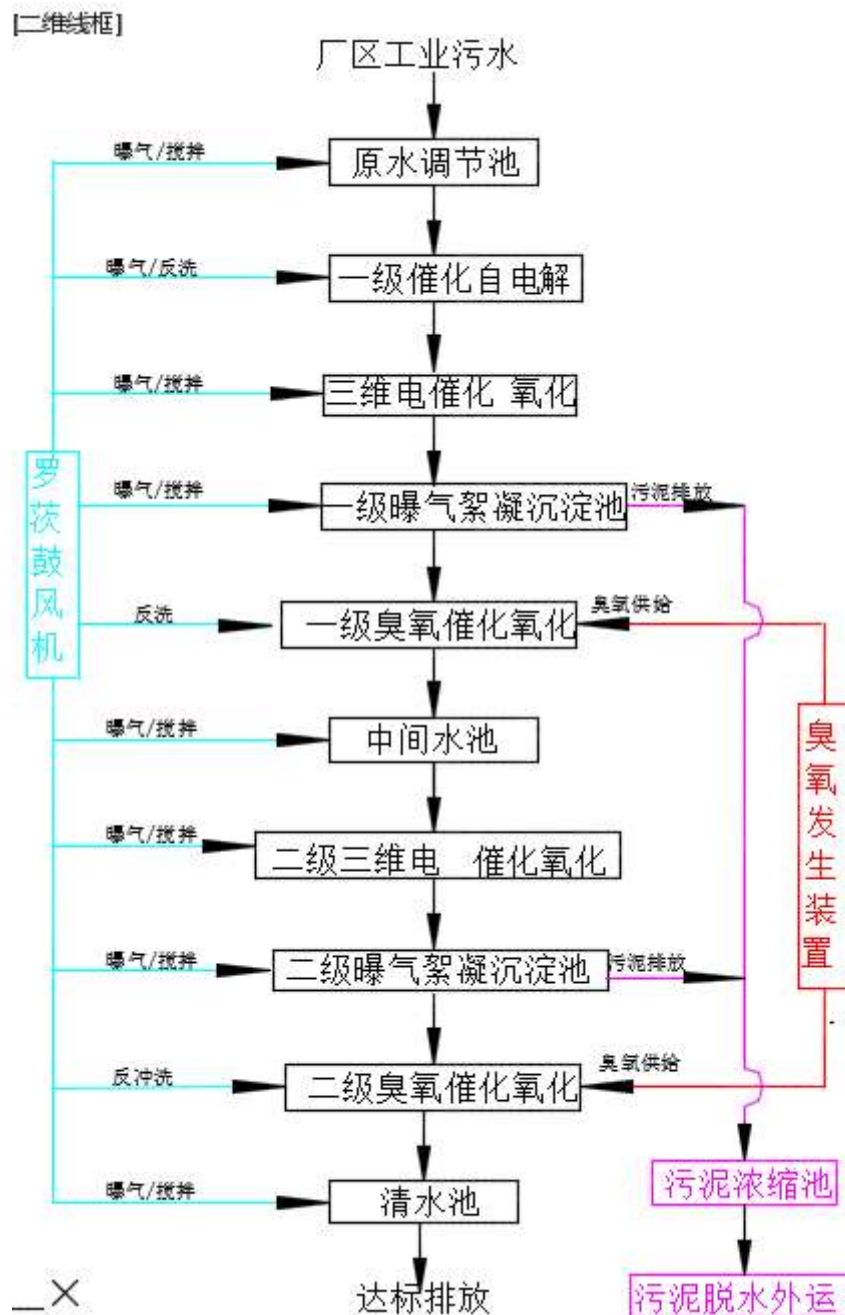 [二维线框]
厂区工业污水
曝气/搅拌
原水调节池
曝气/反洗
一级催化自电解
曝气/搅拌
三维电催化 氧化
罗茨鼓风机
曝气/搅拌
一级曝气絮凝沉淀池
污泥排放
反洗
一级臭氧催化氧化
臭氧供给
曝气/搅拌
中间水池
臭氧发生装置
曝气/搅拌
二级三维电 催化氧化
曝气/搅拌
二级曝气絮凝沉淀池
污泥排放
反冲洗
二级臭氧催化氧化
臭氧供给
污泥浓缩池
曝气/搅拌
清水池
达标排放
污泥脱水外运